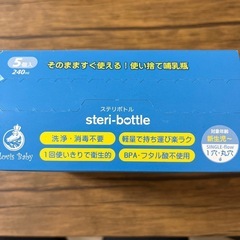 5個入
240ml
そのまますぐ使える！使い捨て哺乳瓶
ステリボトル
steri-bottle
洗浄・消毒不要
軽量で持ち運び楽ラク
1回使いきりで衛生的
BPA・フタル酸不使用
対象年齢
新生児〜
SINGLE-flow
1穴・丸穴
Lovis Baby